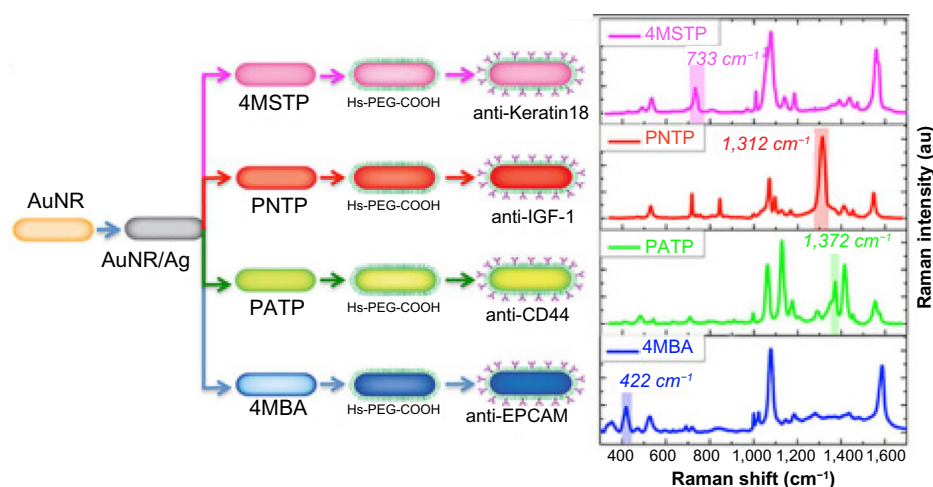 AuNR
AuNR/Ag
4MSTP
Hs-PEG-COOH
anti-Keratin18
PNTP
Hs-PEG-COOH
anti-IGF-1
PATP
Hs-PEG-COOH
anti-CD44
4MBA
Hs-PEG-COOH
anti-EPCAM
4MSTP
733 cm⁻¹
PNTP
1,312 cm⁻¹
PATP
1,372 cm⁻¹
4MBA
422 cm⁻¹
400 600 800 1,000 1,200 1,400 1,600
Raman shift (cm⁻¹)
Raman intensity (au)